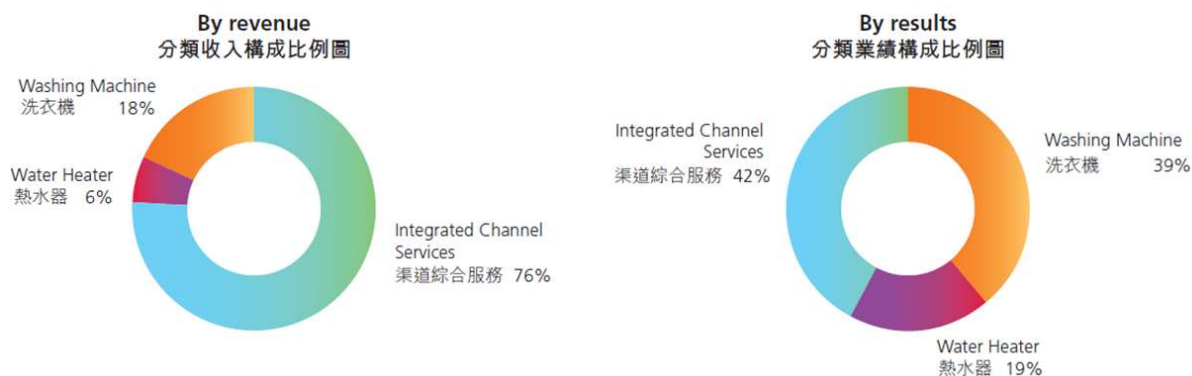 By revenue
分類收入構成比例圖
Washing Machine
洗衣機 18%
Water Heater
熱水器 6%
Integrated Channel
Services
渠道綜合服務 76%
By results
分類業績構成比例圖
Integrated Channel
Services
渠道綜合服務 42%
Washing Machine
洗衣機 39%
Water Heater
熱水器 19%